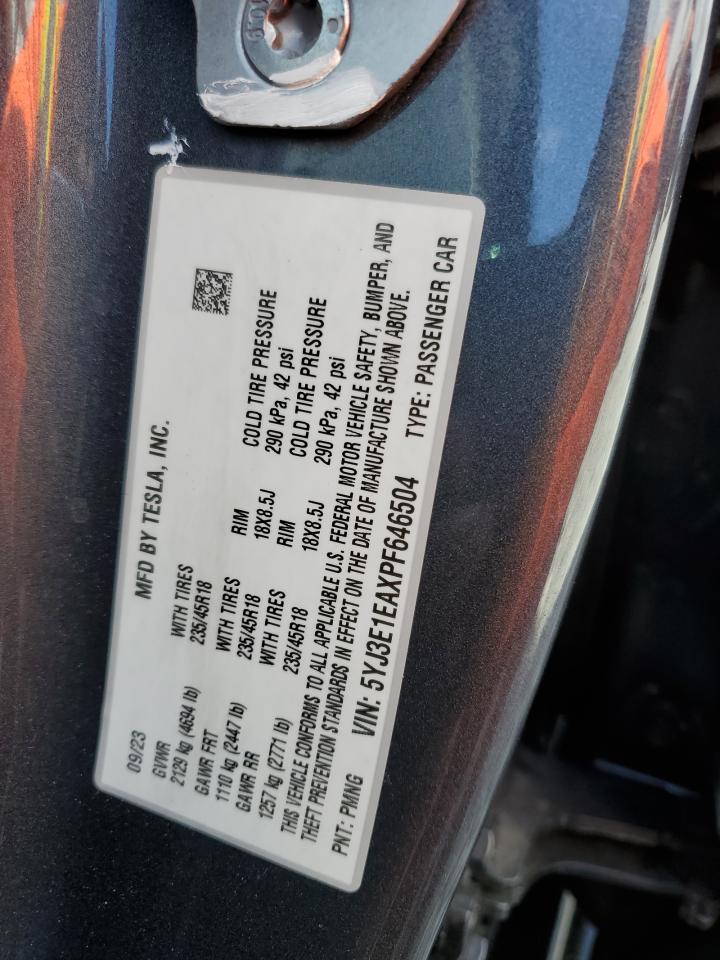 MFD BY TESLA, INC.
09/23
GVWR WITH TIRES
2129 kg (4694 lb) 235/45R18
GAWR FRT WITH TIRES RIM COLD TIRE PRESSURE
1110 kg (2447 lb) 235/45R18 18X8.5J 290 kPa, 42 psi
GAWR RR WITH TIRES RIM COLD TIRE PRESSURE
1257 kg (2771 lb) 235/45R18 18X8.5J 290 kPa, 42 psi
THIS VEHICLE CONFORMS TO ALL APPLICABLE U.S. FEDERAL MOTOR VEHICLE SAFETY, BUMPER, AND
THEFT PREVENTION STANDARDS IN EFFECT ON THE DATE OF MANUFACTURE SHOWN ABOVE.
PNT: PMNG VIN: 5YJ3E1EAXPF646504 TYPE: PASSENGER CAR